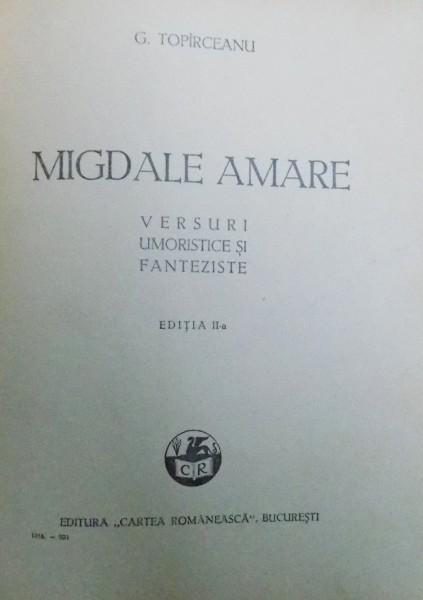 G. TOPÎRCEANU
MIGDALE AMARE
VERSURI
UMORISTICE ȘI
FANTEZISTE
EDIȚIA II-a
C R
EDITURA „CARTEA ROMÂNEASCĂ", BUCUREȘTI